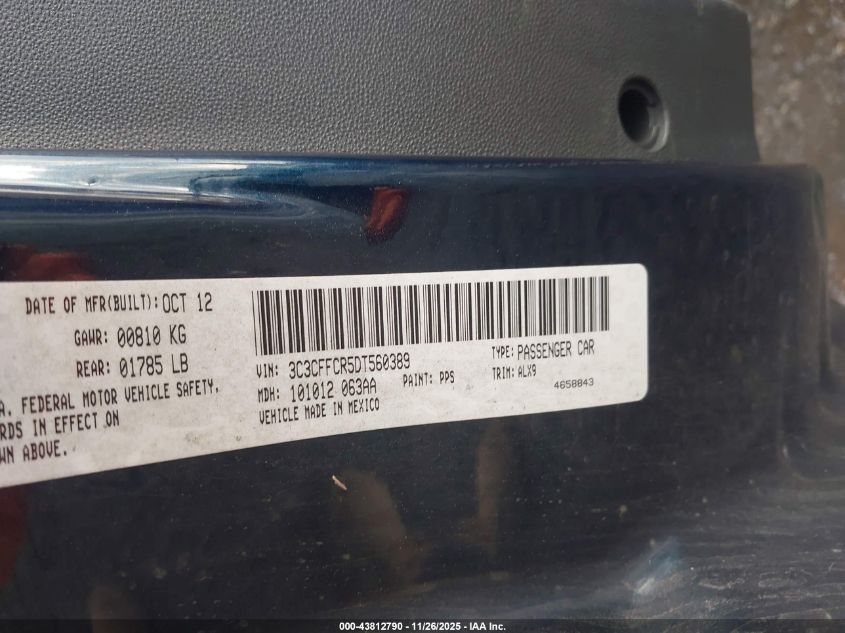 DATE OF MFR(BUILT): OCT 12
GAWR: 00810 KG
REAR: 01785 LB
A. FEDERAL MOTOR VEHICLE SAFETY,
RDS IN EFFECT ON
WN ABOVE.
VIN: 3C3CFFCR5DT560389
TYPE: PASSENGER CAR
MDH: 101012 063AA
PAINT: PPS
TRIM: ALX9
VEHICLE MADE IN MEXICO
4658843
000-43812790 - 11/26/2025 - IAA Inc.